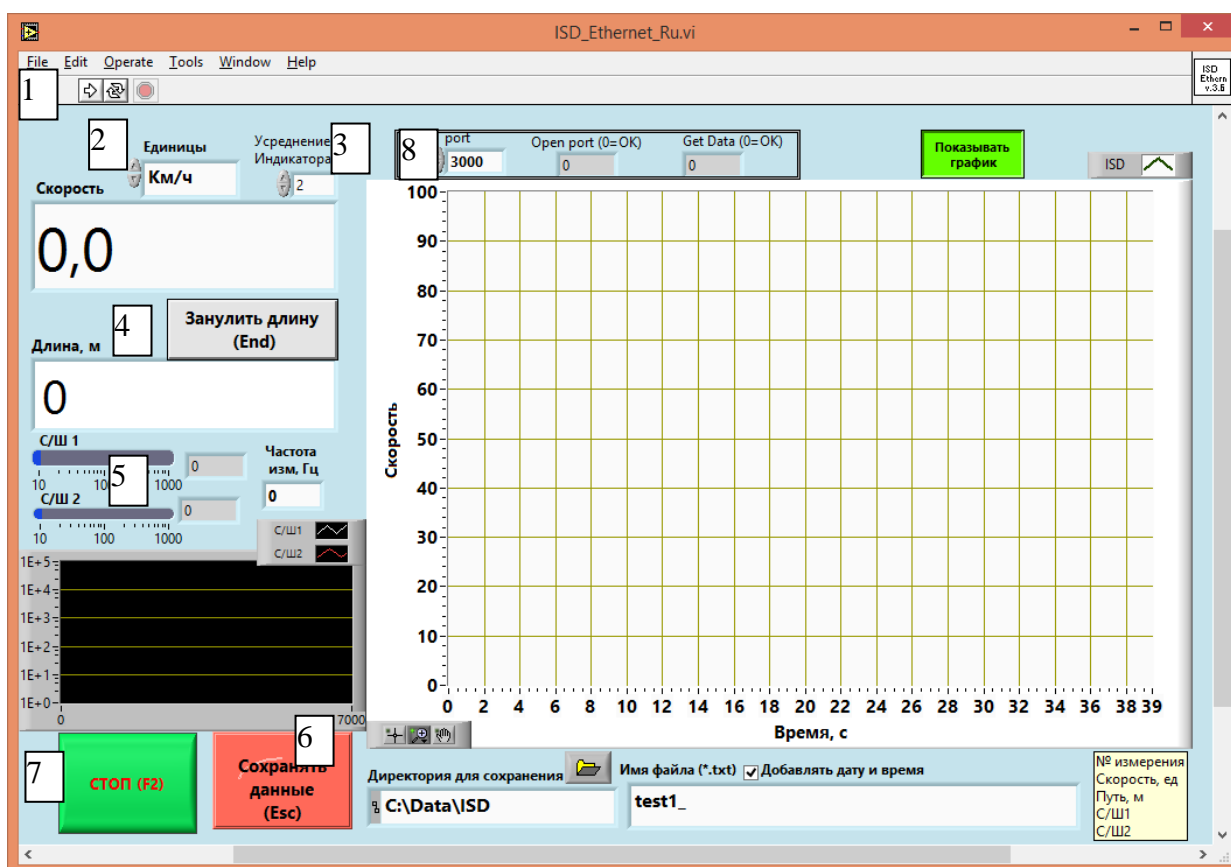 ISD_Ethernet_Ru.vi
File Edit Operate Tools Window Help
ISD
Ethern
v.3.6
1
2
Единицы
Км/ч
Усреднение
Индикатора
3
2
8
port
3000
Open port (0=OK)
0
Get Data (0=OK)
0
Показывать
график
ISD
Скорость
0,0
4
Занулить длину
(End)
Длина, м
0
С/Ш 1
0
10 100 1000
5
С/Ш 2
0
10 100 1000
Частота
изм, Гц
0
С/Ш1
С/Ш2
1E+5
1E+4
1E+3
1E+2
1E+1
1E+0
0 7000
Скорость
100
90
80
70
60
50
40
30
20
10
0
0 2 4 6 8 10 12 14 16 18 20 22 24 26 28 30 32 34 36 38 39
Время, с
7
СТОП (F2)
6
Сохранять
данные
(Esc)
Директория для сохранения
C:\Data\ISD
Имя файла (*.txt) Добавлять дату и время
test1_
№ измерения
Скорость, ед
Путь, м
С/Ш1
С/Ш2